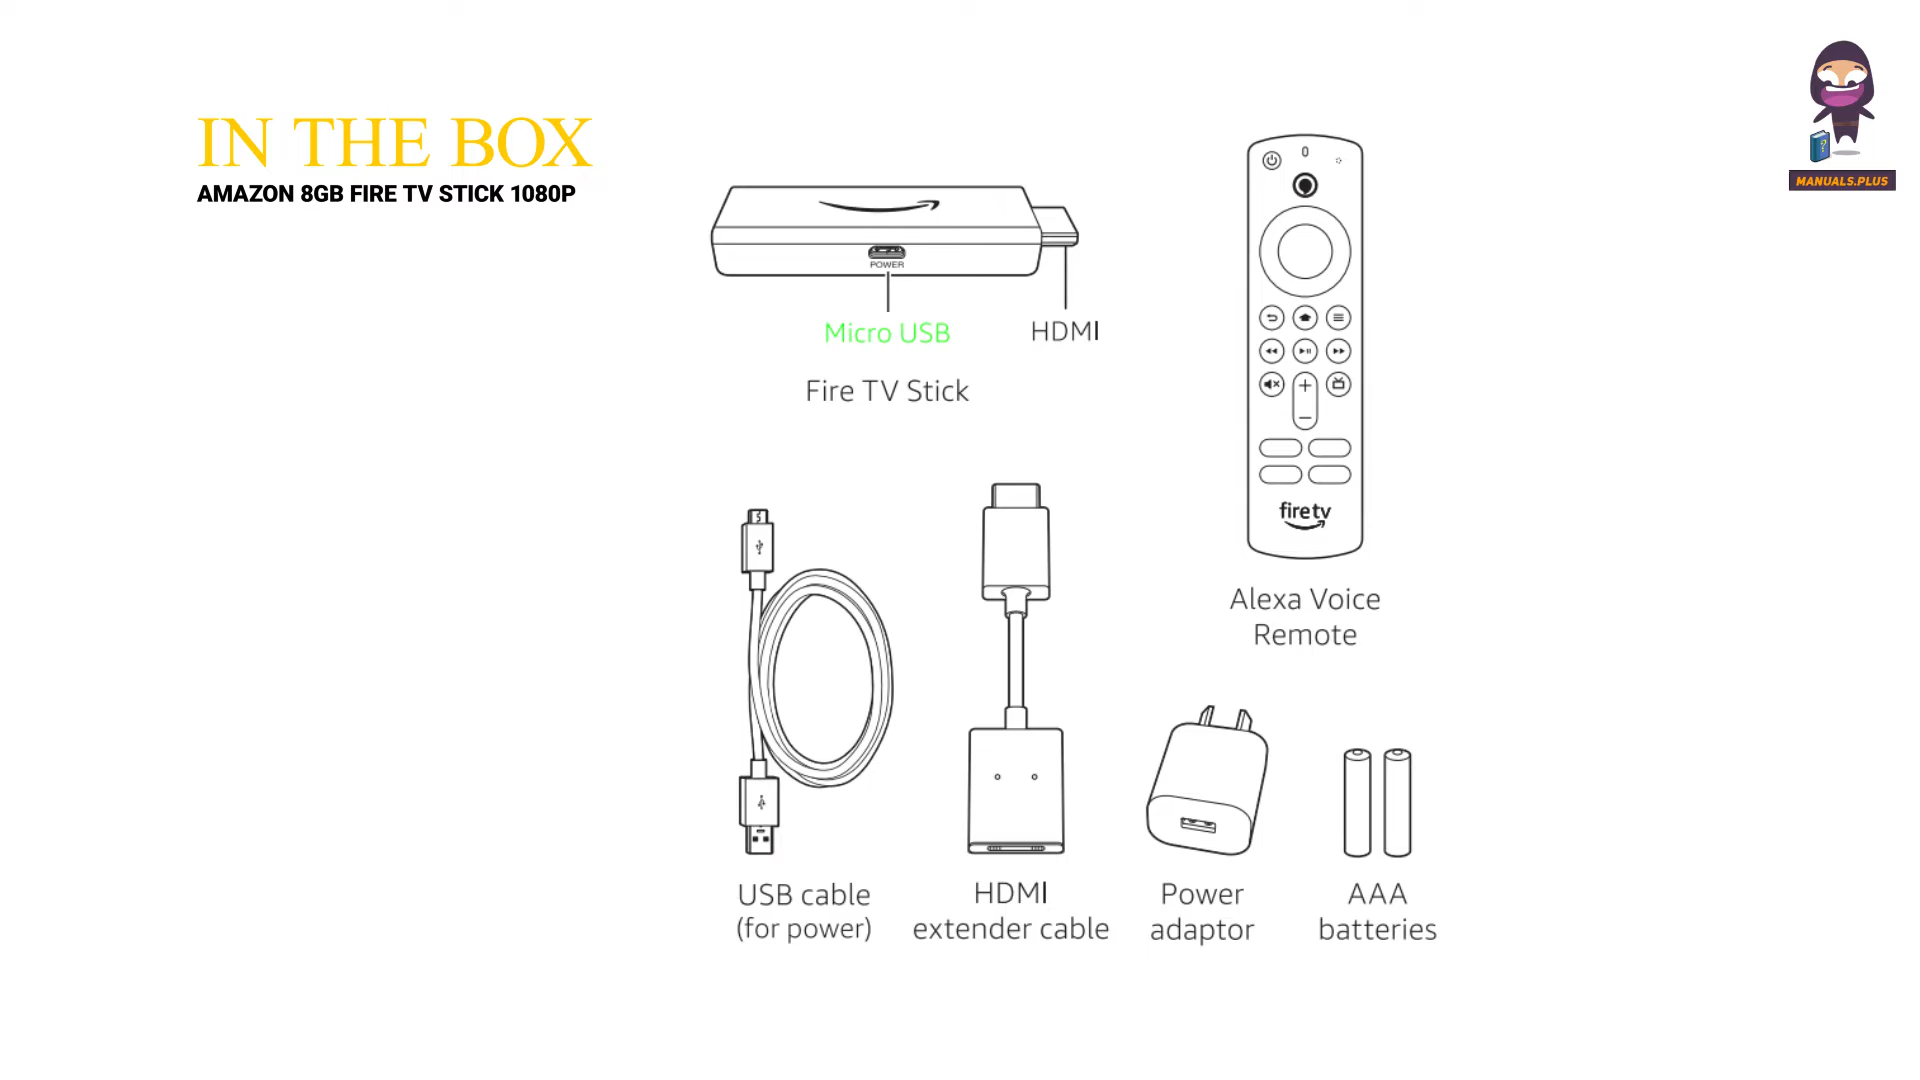 IN THE BOX
AMAZON 8GB FIRE TV STICK 1080P
MANUALS.PLUS
POWER
Micro USB
HDMI
Fire TV Stick
fire tv
Alexa Voice
Remote
USB cable
(for power)
HDMI
extender cable
Power
adaptor
AAA
batteries